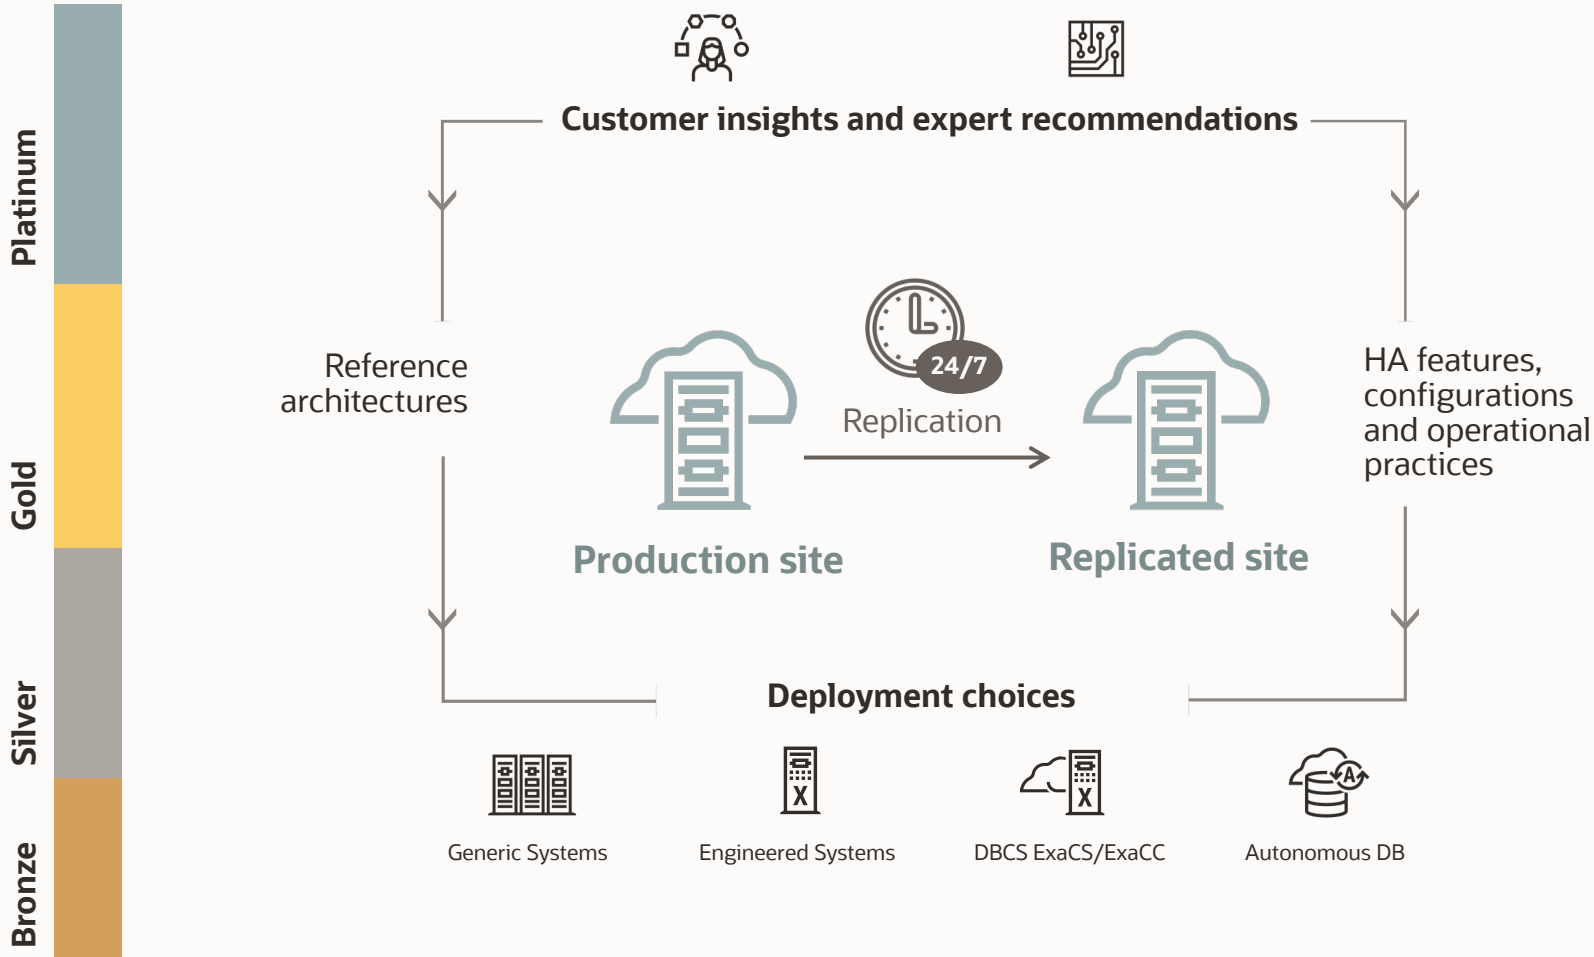 Platinum
Gold
Silver
Bronze
Customer insights and expert recommendations
Reference
architectures
24/7
Replication
Production site
Replicated site
HA features,
configurations
and operational
practices
Deployment choices
X
X
A
Generic Systems
Engineered Systems
DBCS ExaCS/ExaCC
Autonomous DB